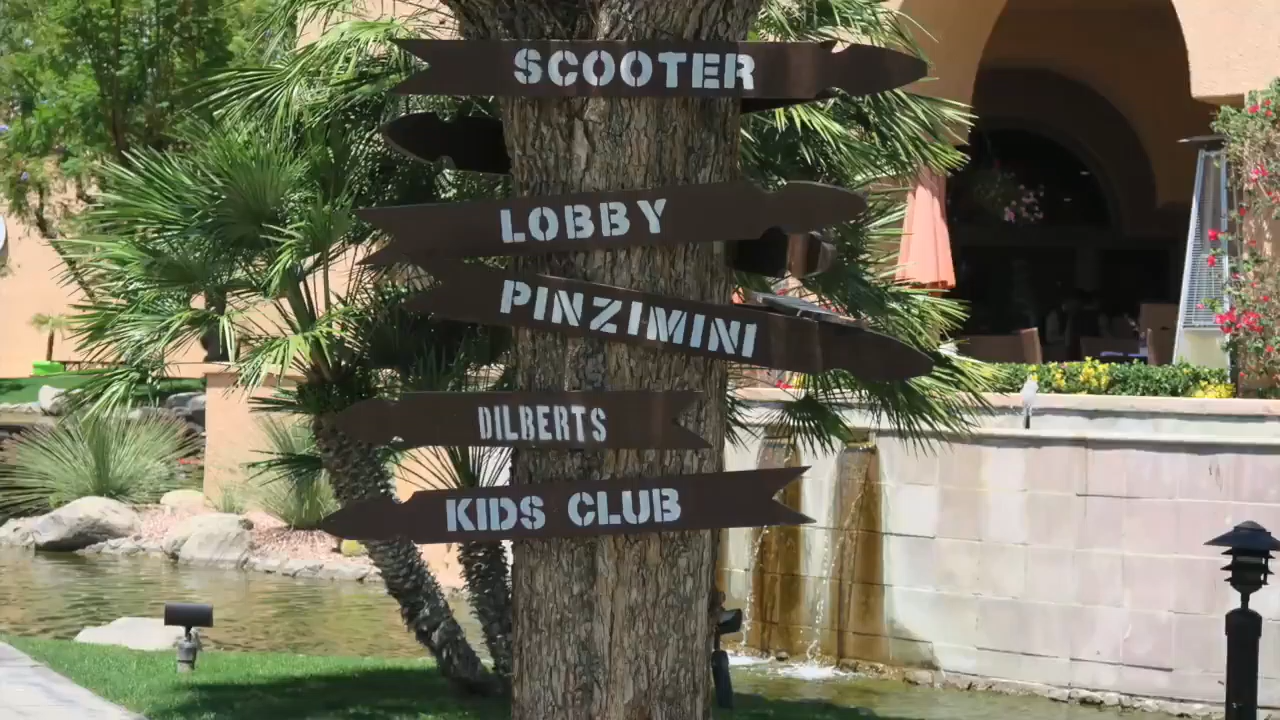 SCOOTER
LOBBY
PINZIMINI
DILBERTS
KIDS CLUB